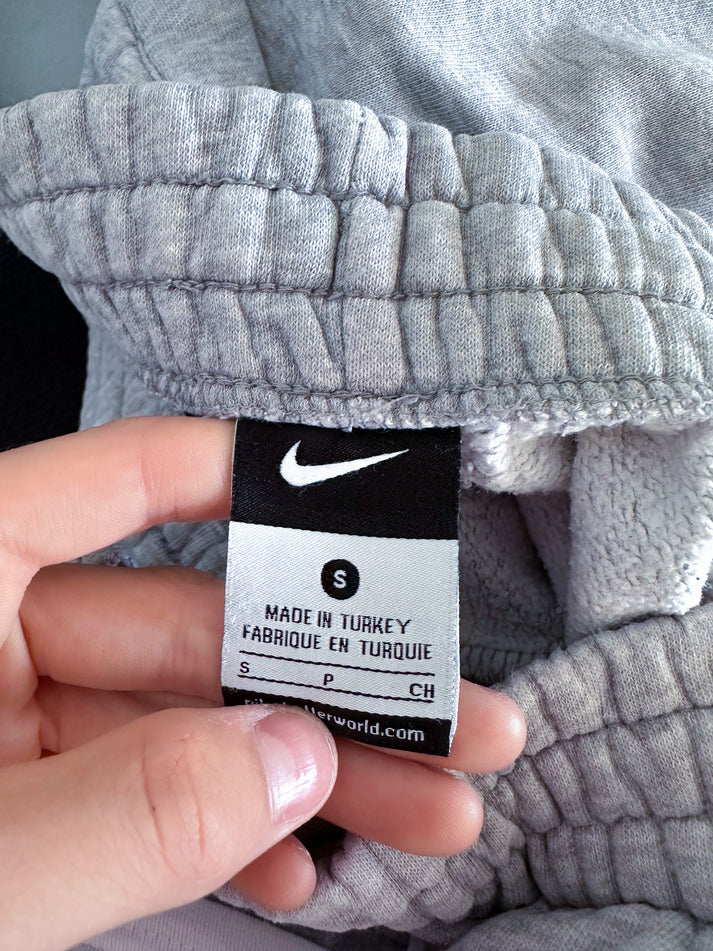 S
MADE IN TURKEY
FABRIQUE EN TURQUIE
S P CH